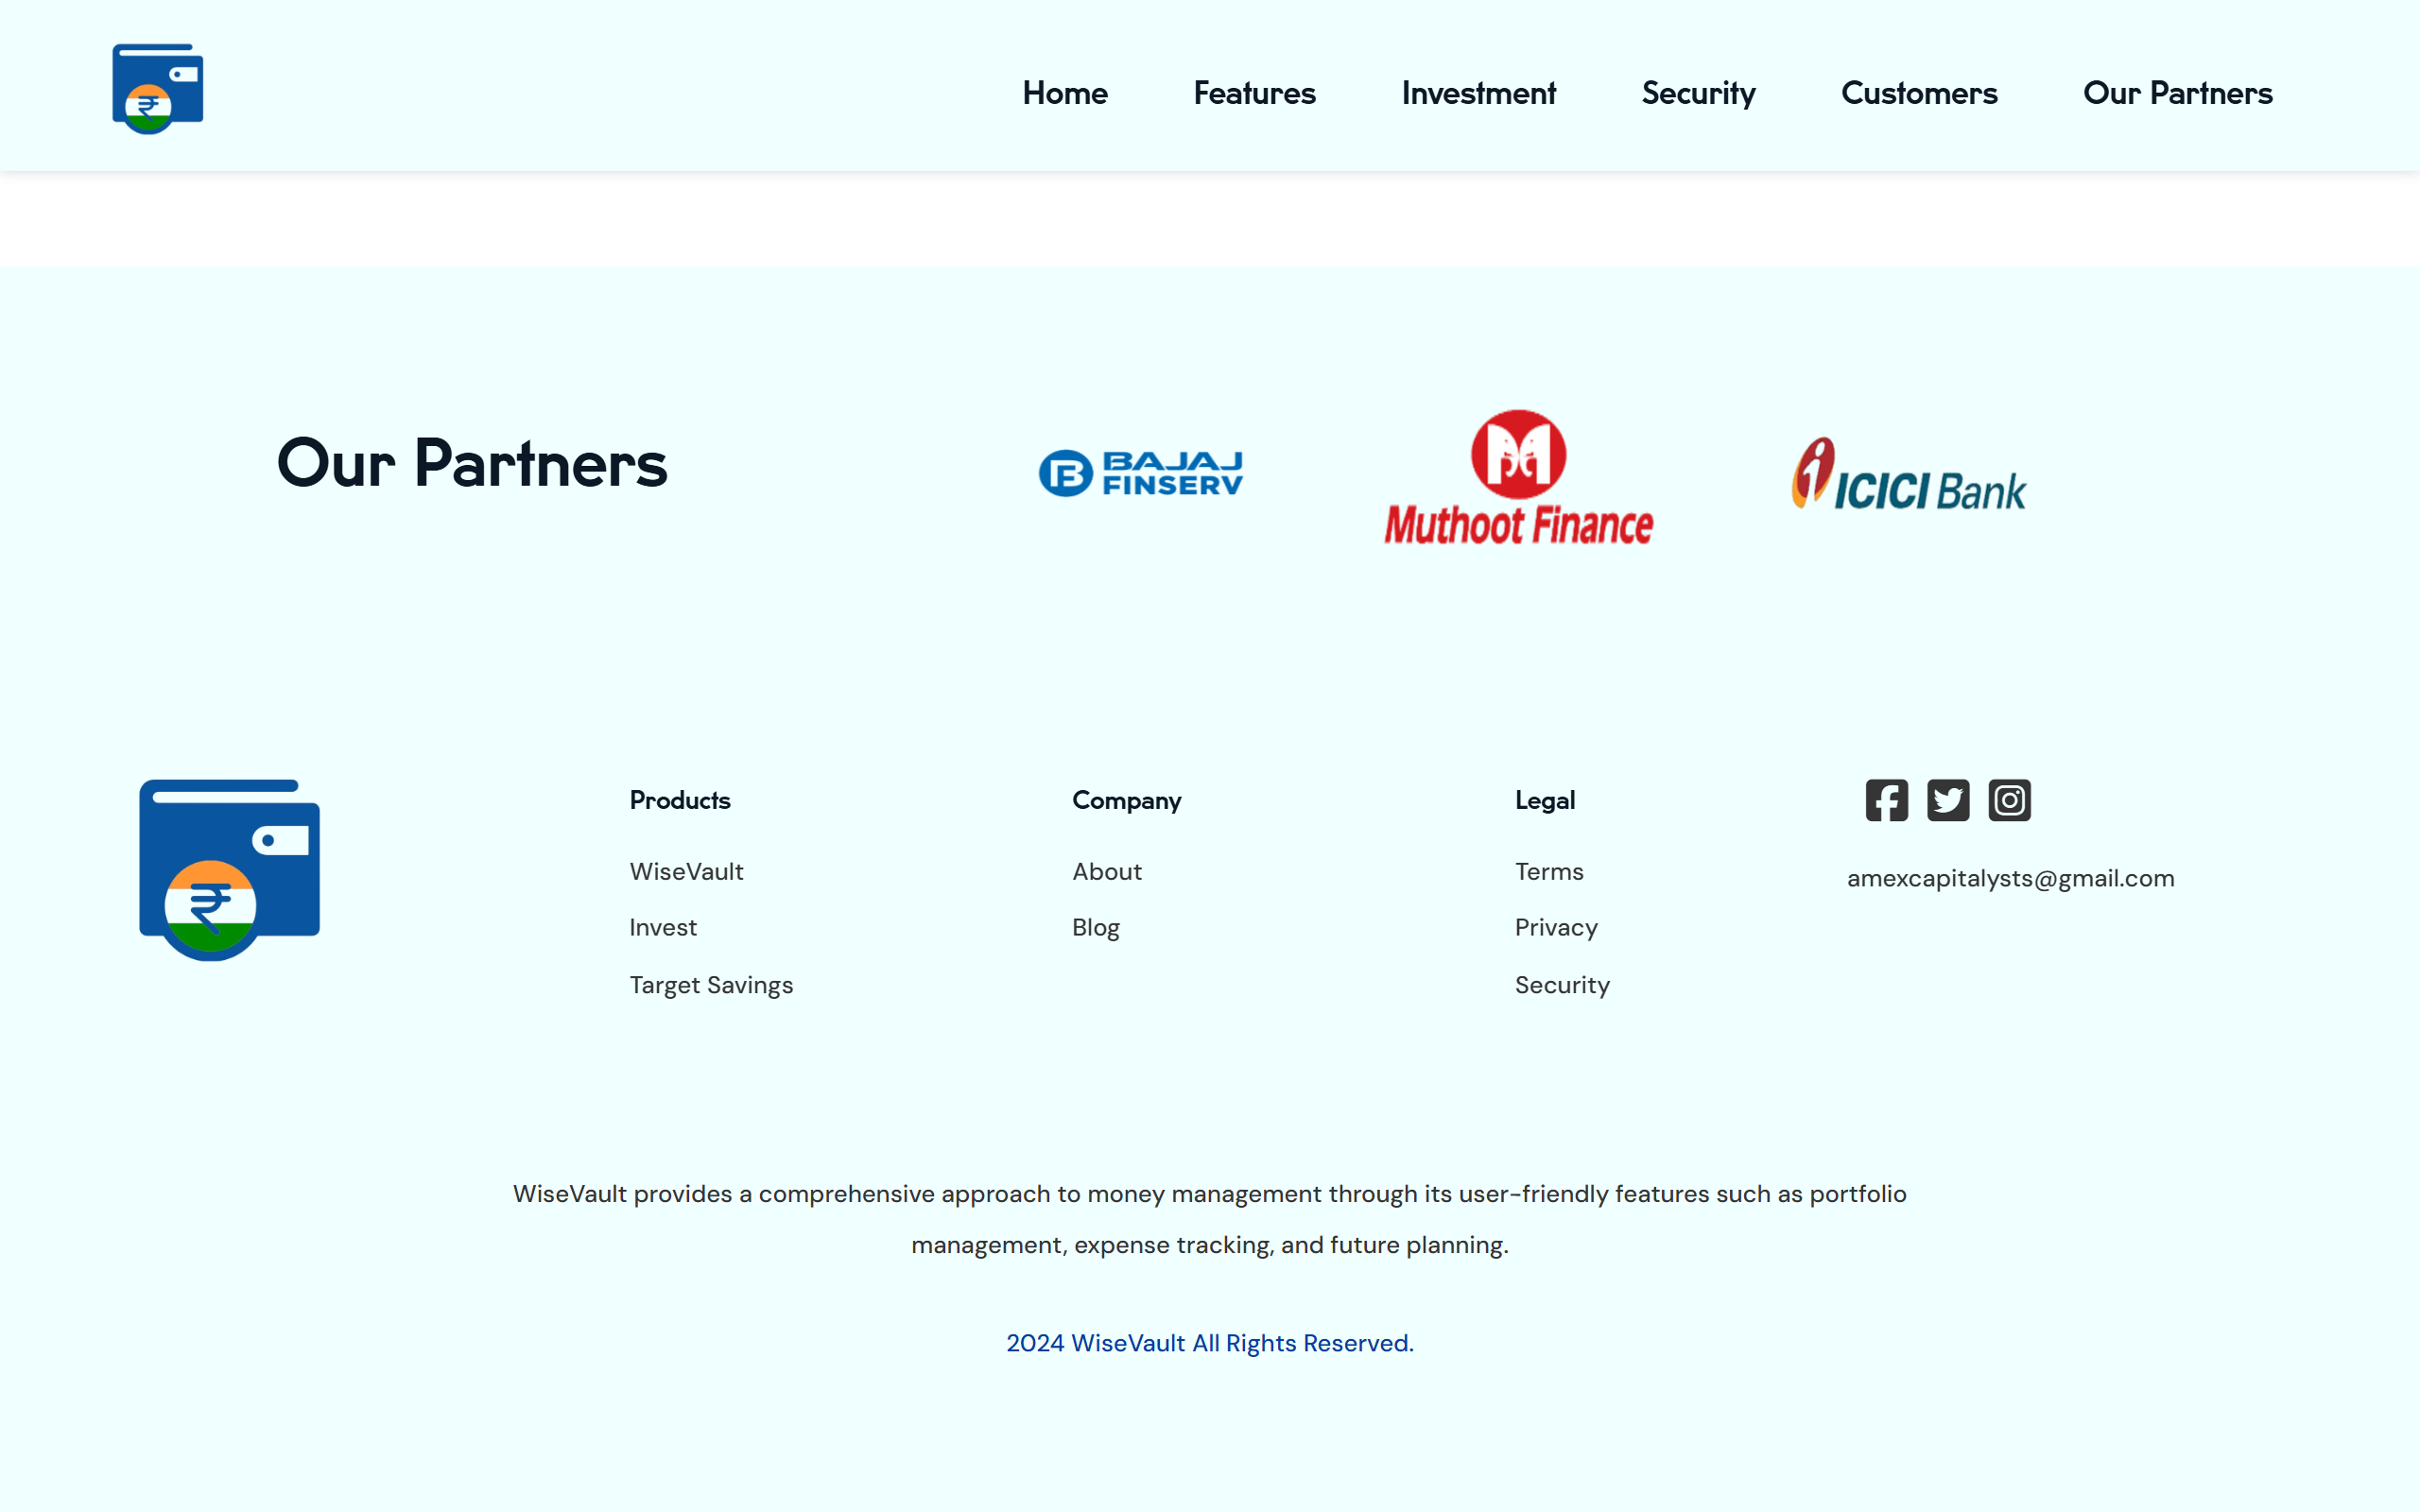 Home Features Investment Security Customers Our Partners
Our Partners
BAJAJ
FINSERV
Muthoot Finance
ICICI Bank
Products
WiseVault
Invest
Target Savings
Company
About
Blog
Legal
Terms
Privacy
Security
amexcapitalysts@gmail.com
WiseVault provides a comprehensive approach to money management through its user-friendly features such as portfolio
management, expense tracking, and future planning.
2024 WiseVault All Rights Reserved.